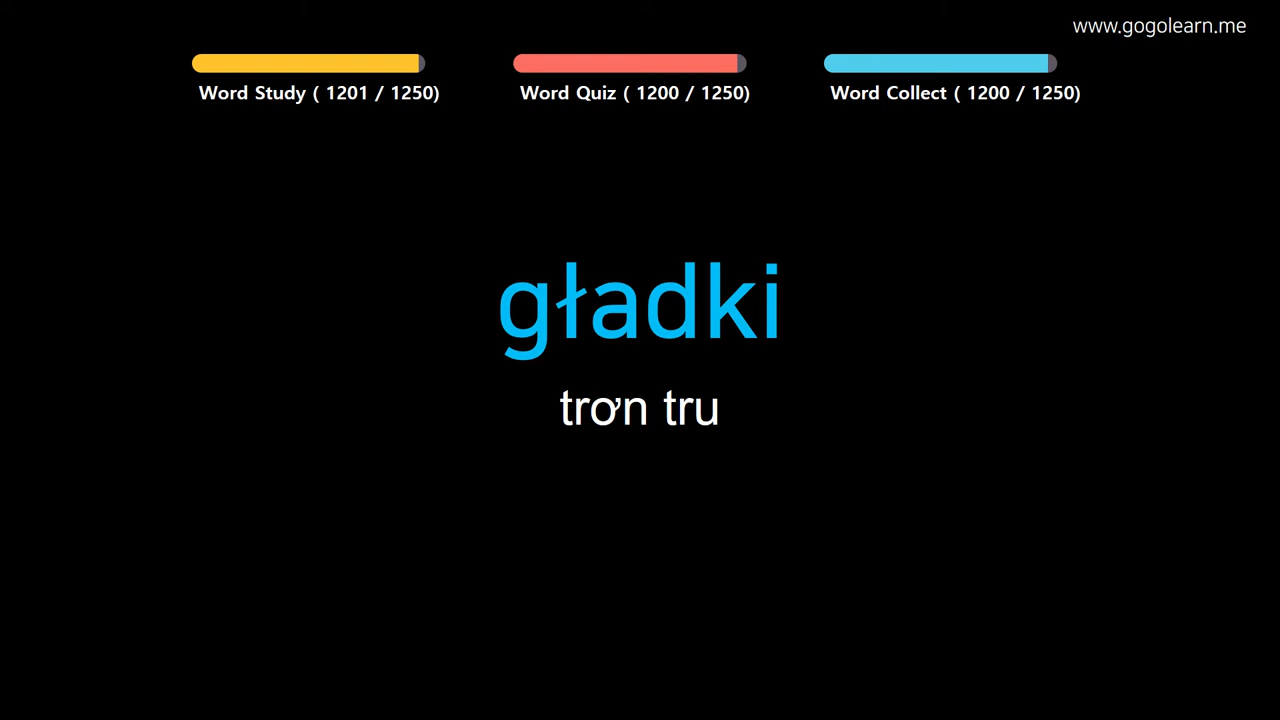 www.gogolearn.me
Word Study ( 1201 / 1250)
Word Quiz ( 1200 / 1250)
Word Collect ( 1200 / 1250)
gładki
trơn tru